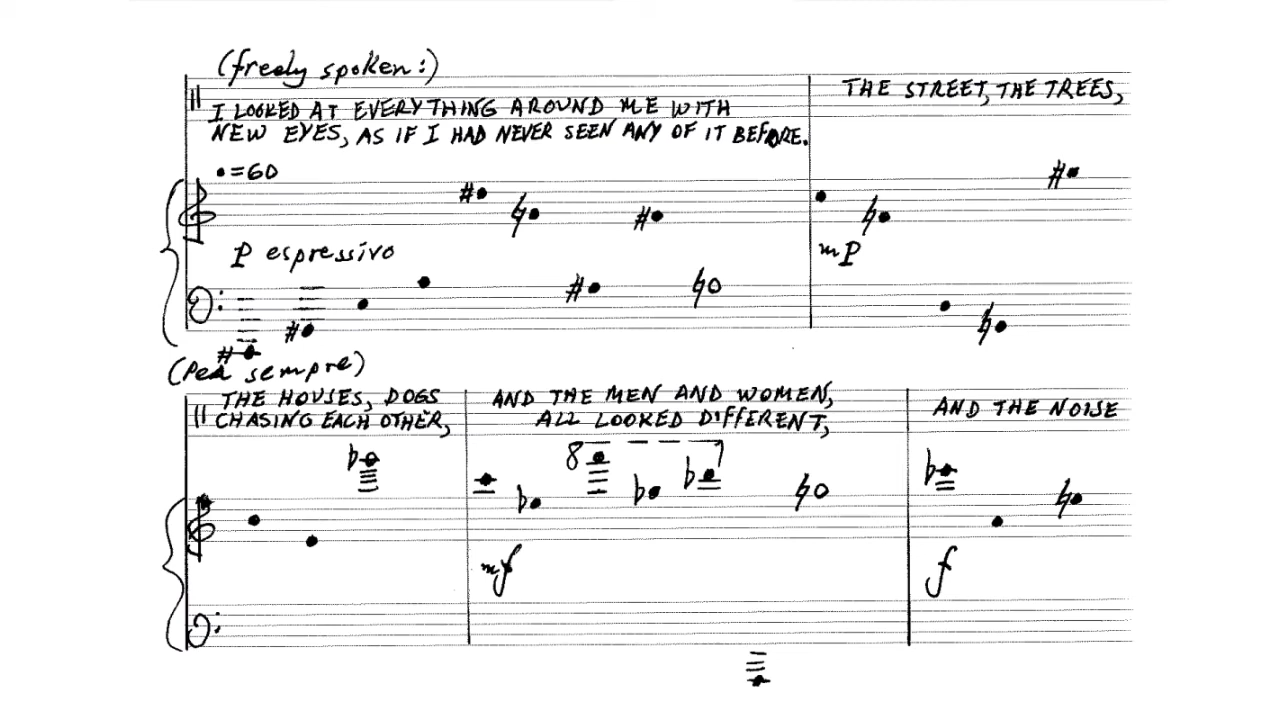 (freely spoken:)
I LOOKED AT EVERYTHING AROUND ME WITH
NEW EYES, AS IF I HAD NEVER SEEN ANY OF IT BEFORE.
THE STREET, THE TREES,
•=60
P espressivo
mP
(Ped sempre)
THE HOUSES, DOGS
CHASING EACH OTHER,
AND THE MEN AND WOMEN,
ALL LOOKED DIFFERENT,
AND THE NOISE
8
mf
f